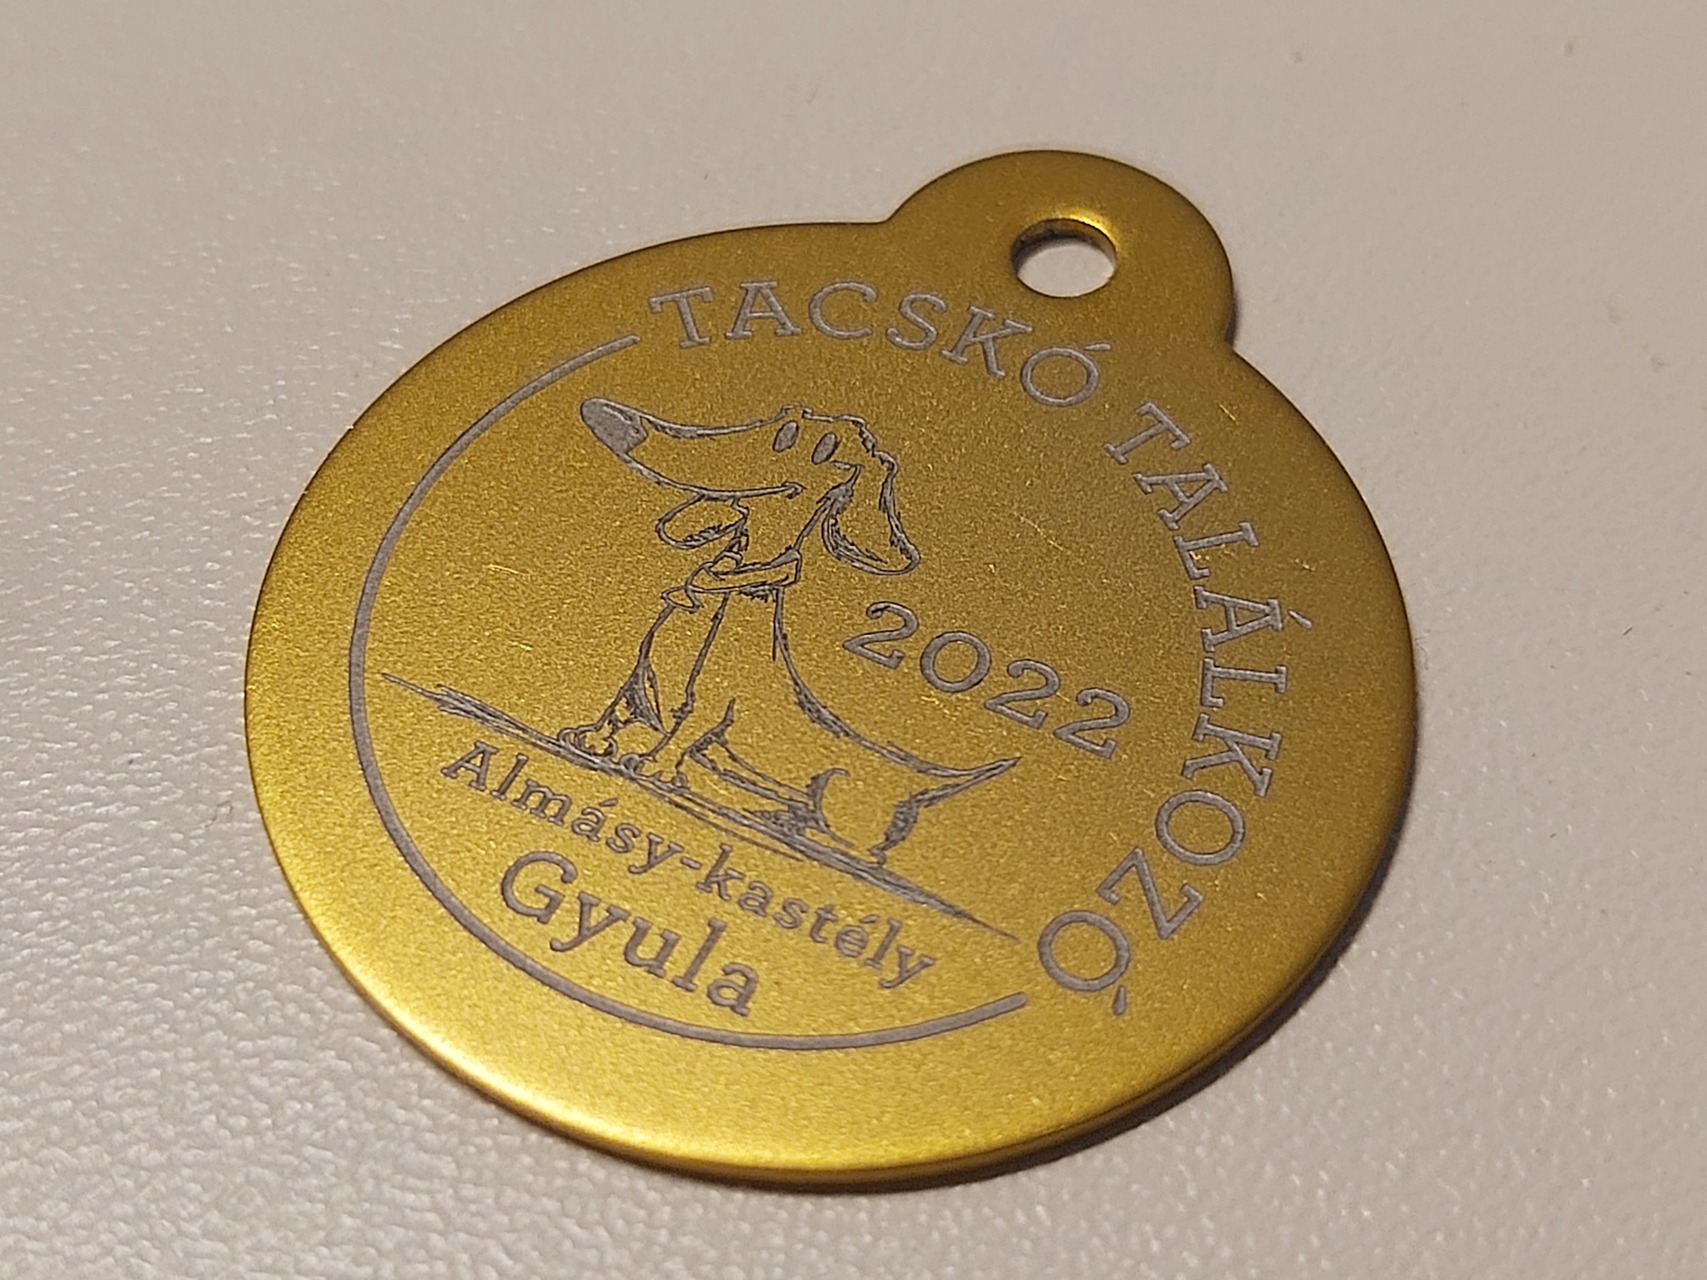 TACSKÓ TALÁLKOZÓ
2022
Almásy-kastély
Gyula